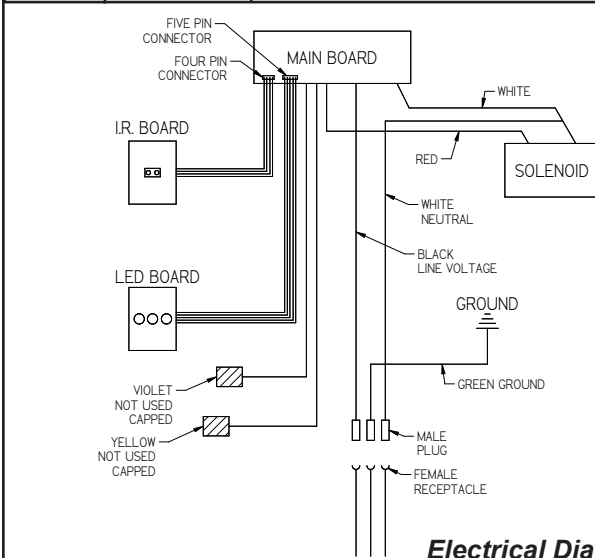 FIVE PIN
CONNECTOR
FOUR PIN
CONNECTOR
MAIN BOARD
WHITE
I.R. BOARD
RED
SOLENOID
WHITE
NEUTRAL
BLACK
LINE VOLTAGE
LED BOARD
GROUND
GREEN GROUND
VIOLET
NOT USED
CAPPED
YELLOW
NOT USED
CAPPED
MALE
PLUG
FEMALE
RECEPTACLE
Electrical Dia